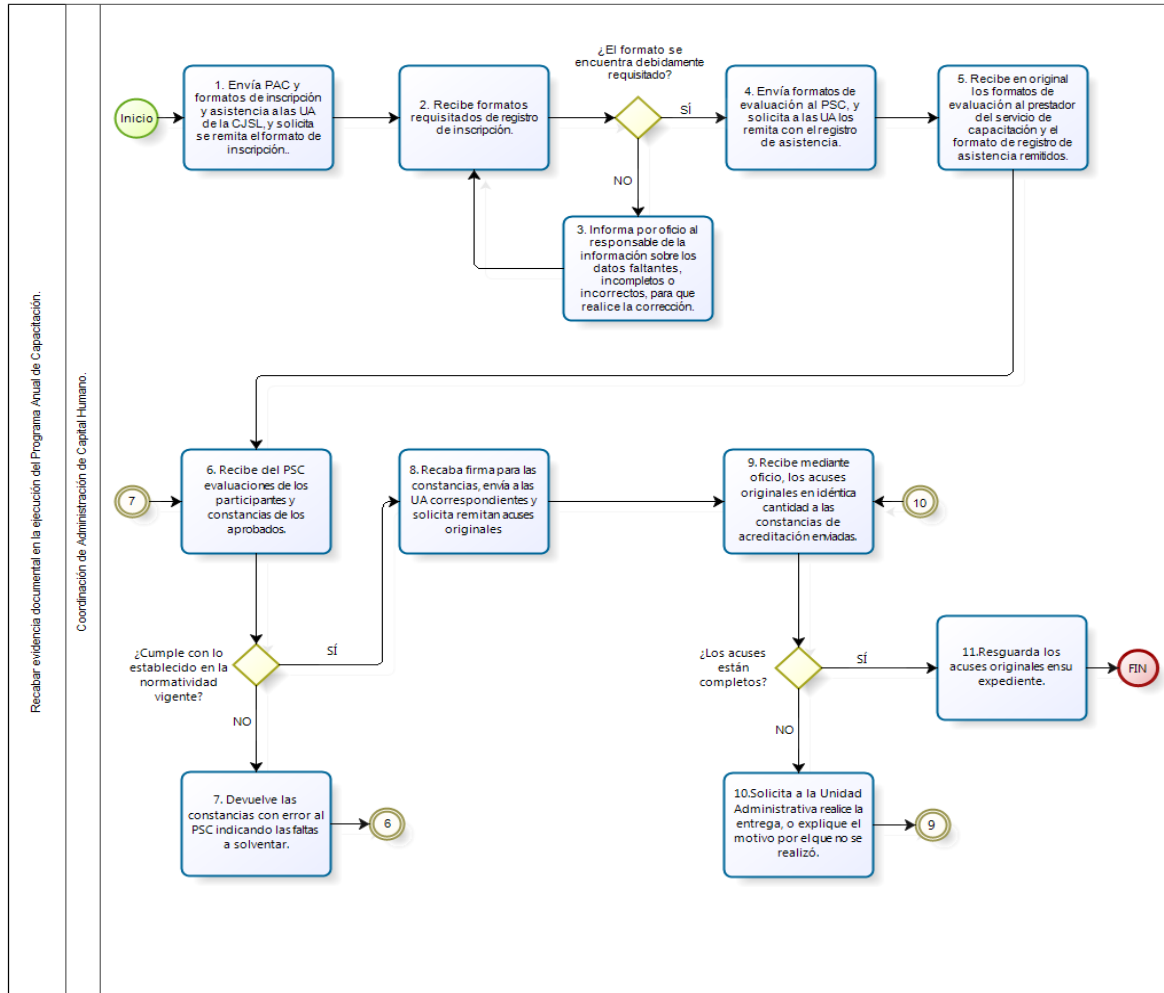 Recabar evidencia documental en la ejecución del Programa Anual de Capacitación.
Coordinación de Administración de Capital Humano.
Inicio
1. Envía PAC y
formatos de inscripción
y asistencia a las UA
de la CJSL, y solicita
se remita el formato de
inscripción..
2. Recibe formatos
requisitados de registro
de inscripción.
¿El formato se
encuentra debidamente
requisitado?
SÍ
NO
3. Informa por oficio al
responsable de la
información sobre los
datos faltantes,
incompletos o
incorrectos, para que
realice la corrección.
4. Envía formatos de
evaluación al PSC, y
solicita a las UA los
remita con el registro
de asistencia.
5. Recibe en original
los formatos de
evaluación al prestador
del servicio de
capacitación y el
formato de registro de
asistencia remitidos.
7
6. Recibe del PSC
evaluaciones de los
participantes y
constancias de los
aprobados.
¿Cumple con lo
establecido en la
normatividad
vigente?
SÍ
NO
7. Devuelve las
constancias con error al
PSC indicando las faltas
a solventar.
6
8. Recaba firma para las
constancias, envía a las
UA correspondientes y
solicita remitan acuses
originales
9. Recibe mediante
oficio, los acuses
originales en idéntica
cantidad a las
constancias de
acreditación enviadas.
10
¿Los acuses
están
completos?
SÍ
NO
10.Solicita a la Unidad
Administrativa realice la
entrega, o explique el
motivo por el que no se
realizó.
9
11.Resguarda los
acuses originales en su
expediente.
FIN